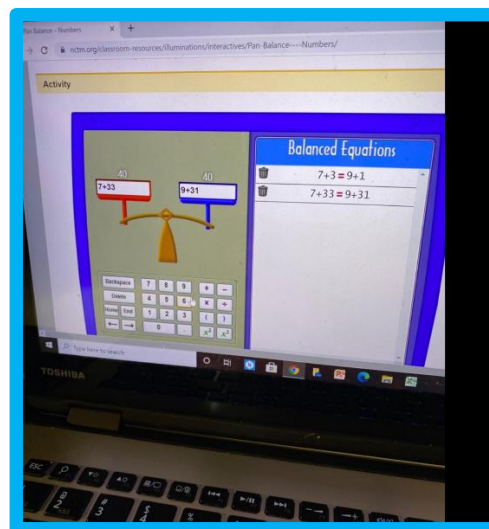 Pan Balance - Numbers
nctm.org/classroom-resources/illuminations/interactives/Pan-Balance----Numbers/
Activity
40
40
7+33
9+31
Balanced Equations
7+3=9+1
7+33=9+31
Backspace
7
8
9
+
-
Delete
4
5
6
x
÷
Home
End
1
2
3
(
)
0
.
x²
Type here to search
TOSHIBA
ESC